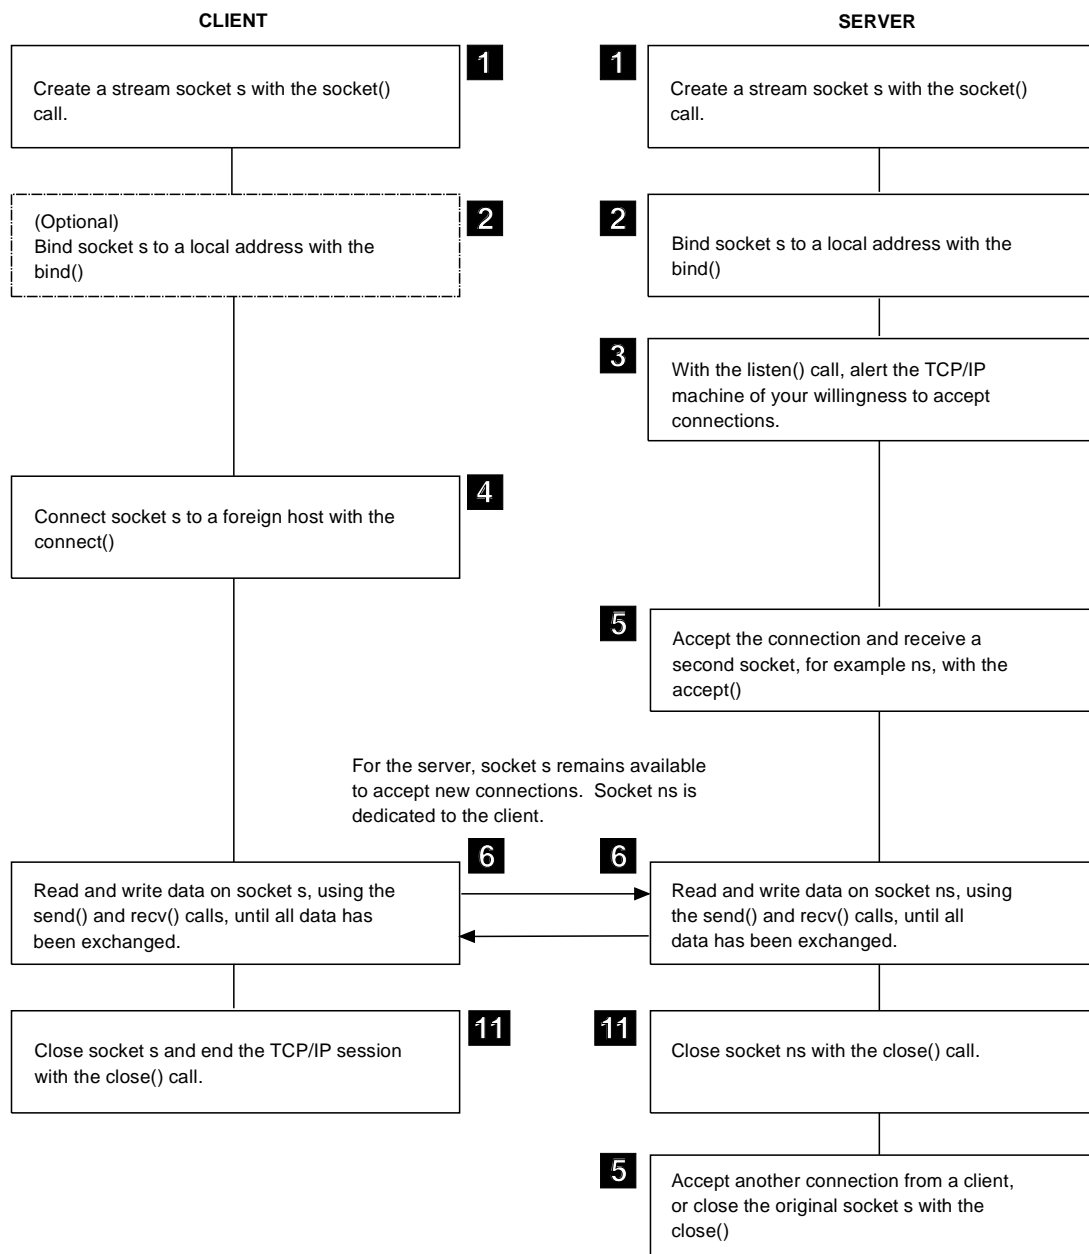 CLIENT
SERVER
1
1
Create a stream socket s with the socket()
call.
Create a stream socket s with the socket()
call.
2
2
(Optional)
Bind socket s to a local address with the
bind()
Bind socket s to a local address with the
bind()
3
With the listen() call, alert the TCP/IP
machine of your willingness to accept
connections.
4
Connect socket s to a foreign host with the
connect()
5
Accept the connection and receive a
second socket, for example ns, with the
accept()
For the server, socket s remains available
to accept new connections. Socket ns is
dedicated to the client.
6
6
Read and write data on socket s, using the
send() and recv() calls, until all data has
been exchanged.
Read and write data on socket ns, using
the send() and recv() calls, until all
data has been exchanged.
11
11
Close socket s and end the TCP/IP session
with the close() call.
Close socket ns with the close() call.
5
Accept another connection from a client,
or close the original socket s with the
close()